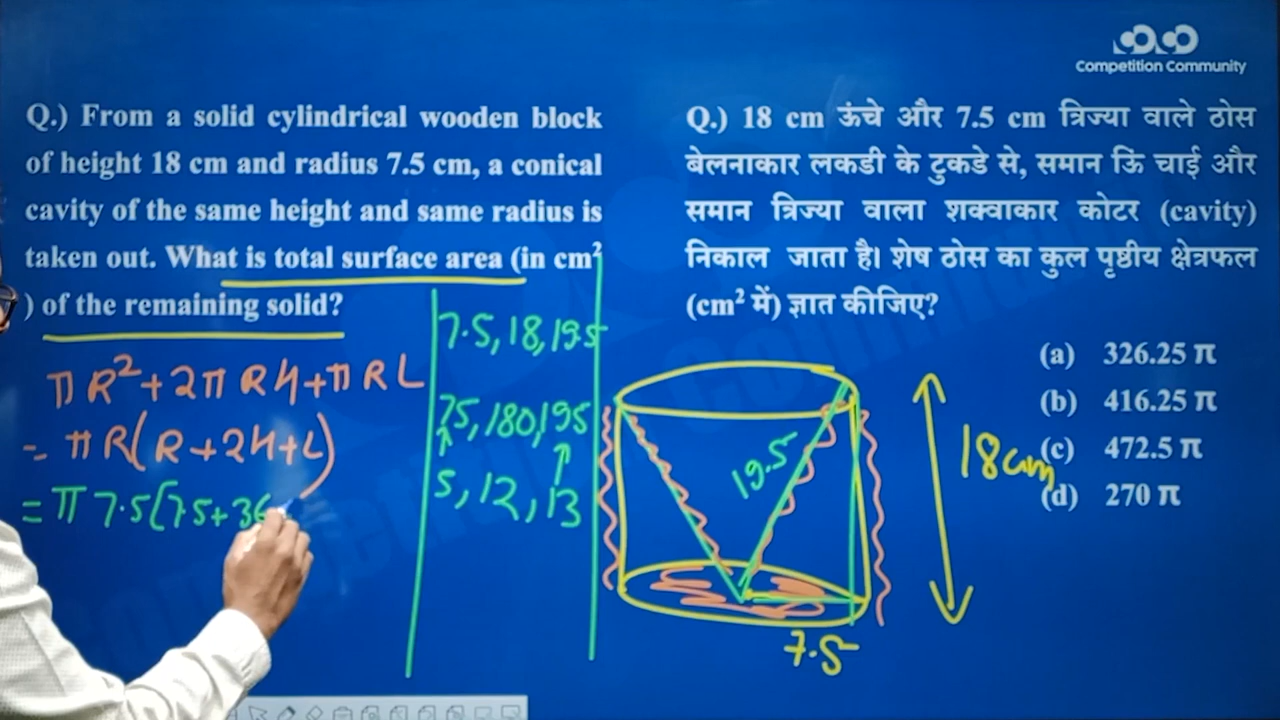 Competition Community
Q.) From a solid cylindrical wooden block
of height 18 cm and radius 7.5 cm, a conical
cavity of the same height and same radius is
taken out. What is total surface area (in cm²
) of the remaining solid?
πR²+2πRH+πRL
= πR(R+2H+L)
= π 7.5(7.5+36
7.5, 18, 19.5
75, 180, 195
5, 12, 13
Q.) 18 cm ऊंचे और 7.5 cm त्रिज्या वाले ठोस
बेलनाकार लकडी के टुकडे से, समान ऊिं चाई और
समान त्रिज्या वाला शक्वाकार कोटर (cavity)
निकाल जाता है। शेष ठोस का कुल पृष्ठीय क्षेत्रफल
(cm² में) ज्ञात कीजिए?
(a) 326.25 π
(b) 416.25 π
(c) 472.5 π
(d) 270 π
19.5
18cm
7.5